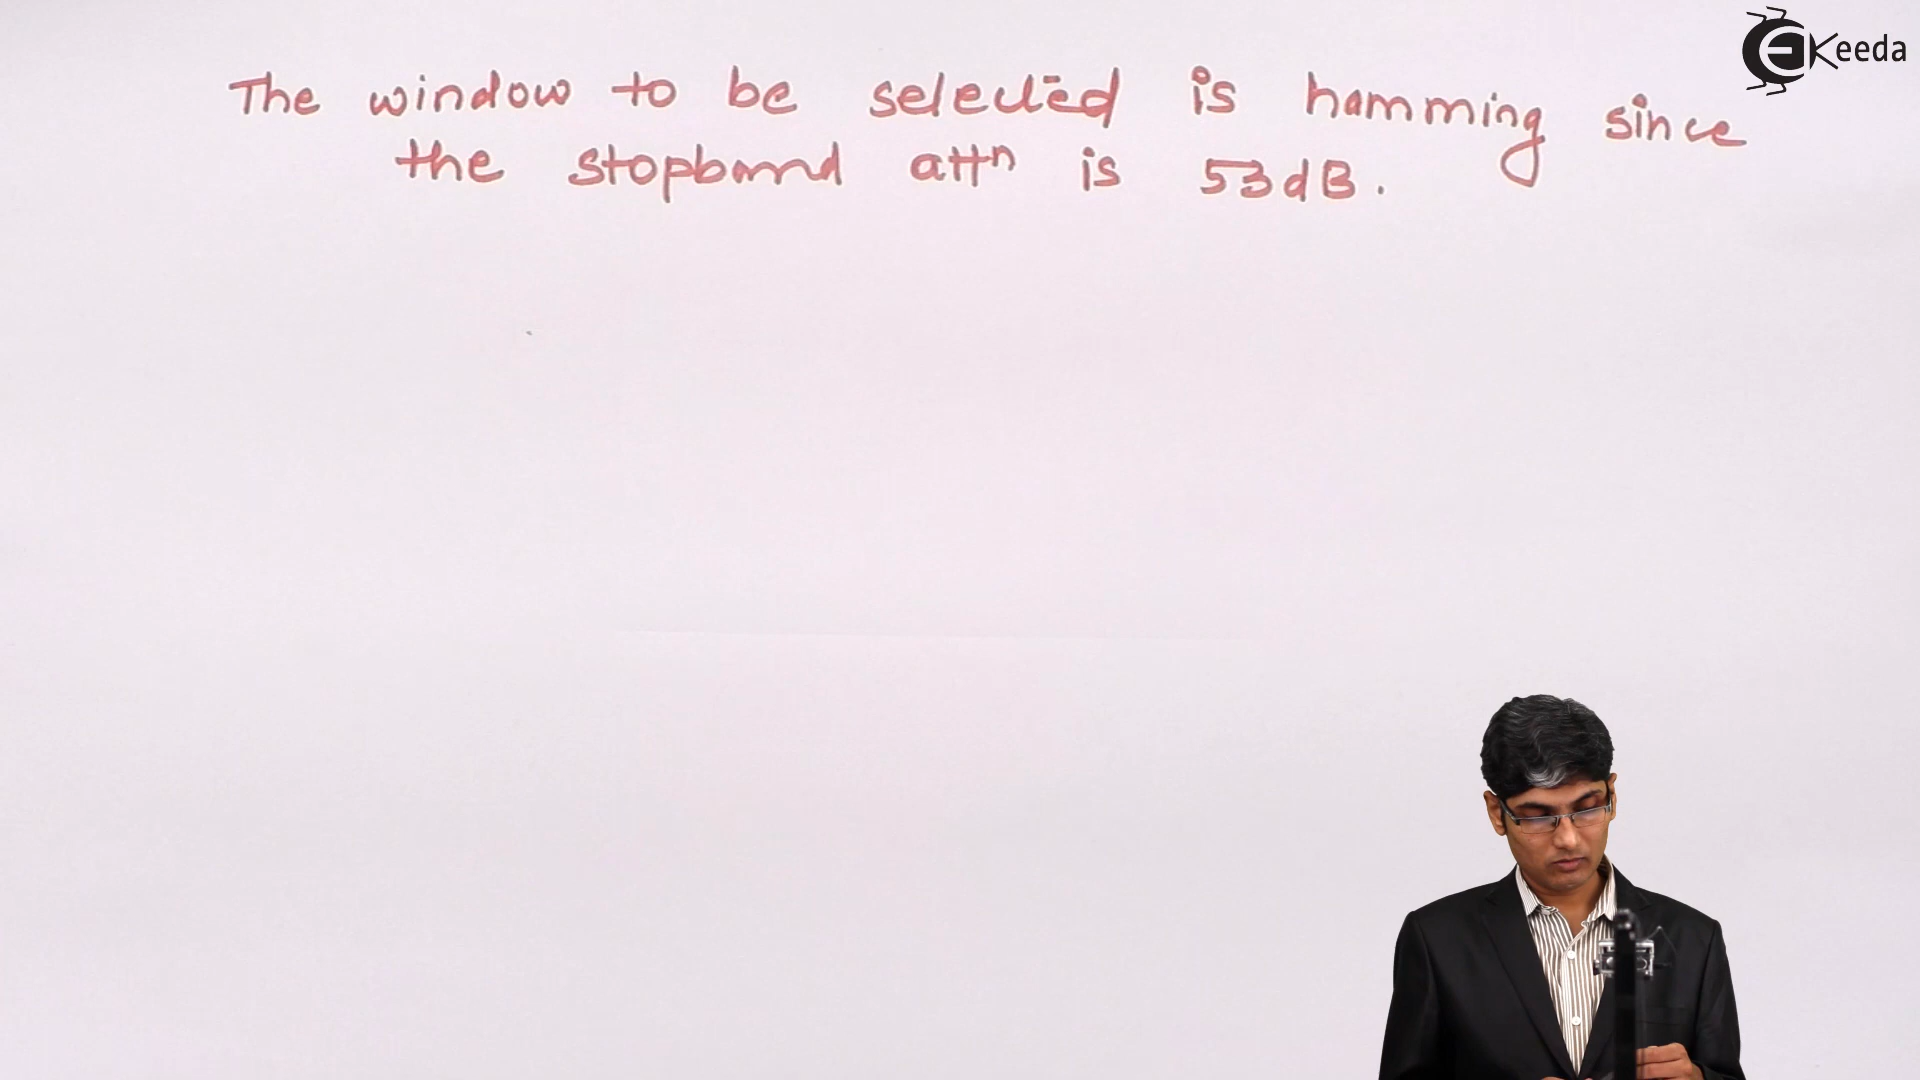 EKeeda
The window to be selected is hamming since
the stopband attⁿ is 53dB.